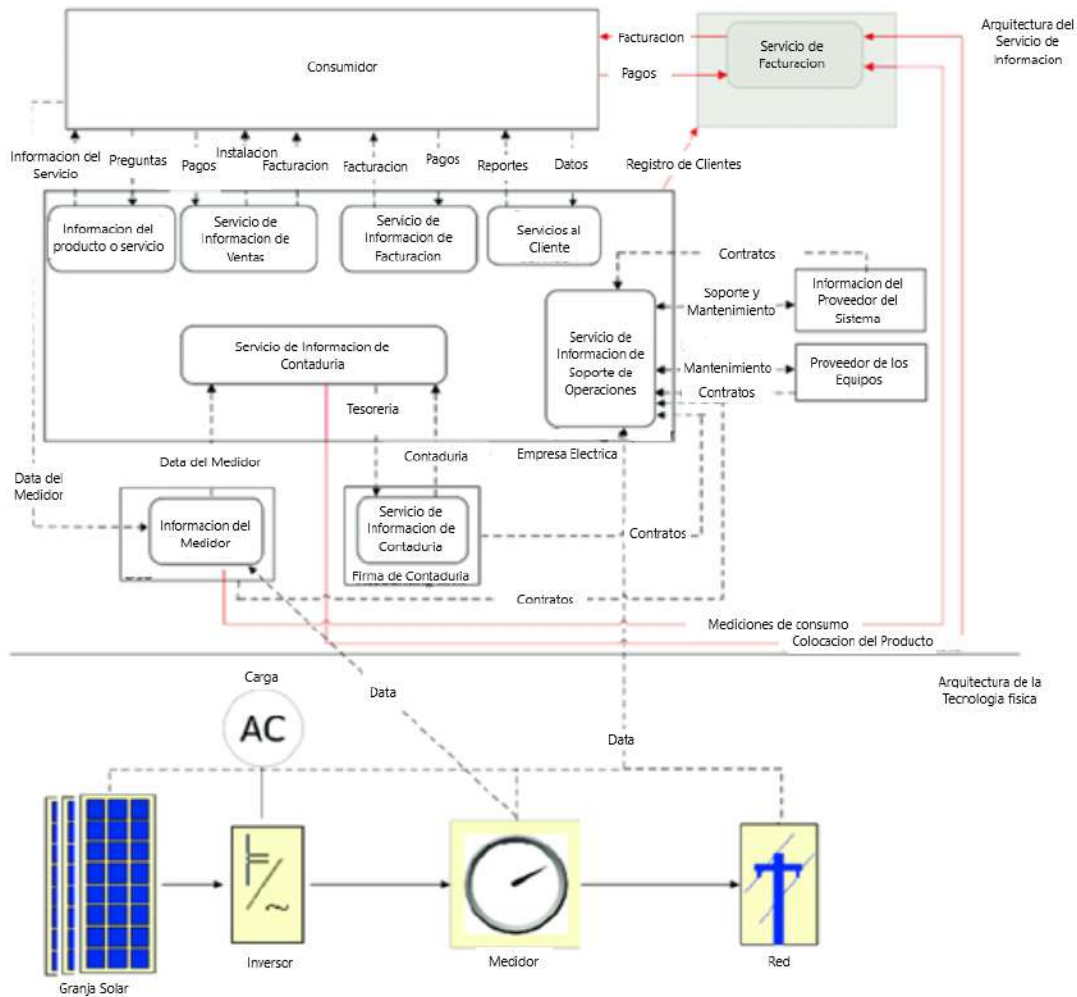 Arquitectura del
Servicio de
Informacion
Consumidor
Facturacion
Pagos
Servicio de
Facturacion
Informacion del
Servicio
Preguntas
Pagos
Instalacion
Facturacion
Facturacion
Pagos
Reportes
Datos
Registro de Clientes
Informacion del
producto o servicio
Servicio de
Informacion de
Ventas
Servicio de
Informacion de
Facturacion
Servicios al
Cliente
Contratos
Soporte y
Mantenimiento
Informacion del
Proveedor del
Sistema
Servicio de
Informacion de
Soporte de
Operaciones
Servicio de Informacion de
Contaduria
Mantenimiento
Proveedor de los
Equipos
Contratos
Tesoreria
Data del Medidor
Contaduria
Empresa Electrica
Data del
Medidor
Informacion del
Medidor
Servicio de
Informacion de
Contaduria
Firma de Contaduria
Contratos
Contratos
Mediciones de consumo
Colocacion del Producto
Arquitectura de la
Tecnologia fisica
Carga
AC
Data
Data
Granja Solar
Inversor
Medidor
Red